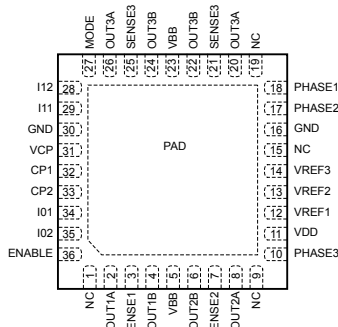 MODE
OUT3A
SENSE3
OUT3B
VBB
OUT3B
SENSE3
OUT3A
NC
27
26
25
24
23
22
21
20
19
I12 28
I11 29
GND 30
VCP 31
CP1 32
CP2 33
I01 34
I02 35
ENABLE 36
PAD
18 PHASE1
17 PHASE2
16 GND
15 NC
14 VREF3
13 VREF2
12 VREF1
11 VDD
10 PHASE3
1
2
3
4
5
6
7
8
9
NC
OUT1A
SENSE1
OUT1B
VBB
OUT2B
SENSE2
OUT2A
NC